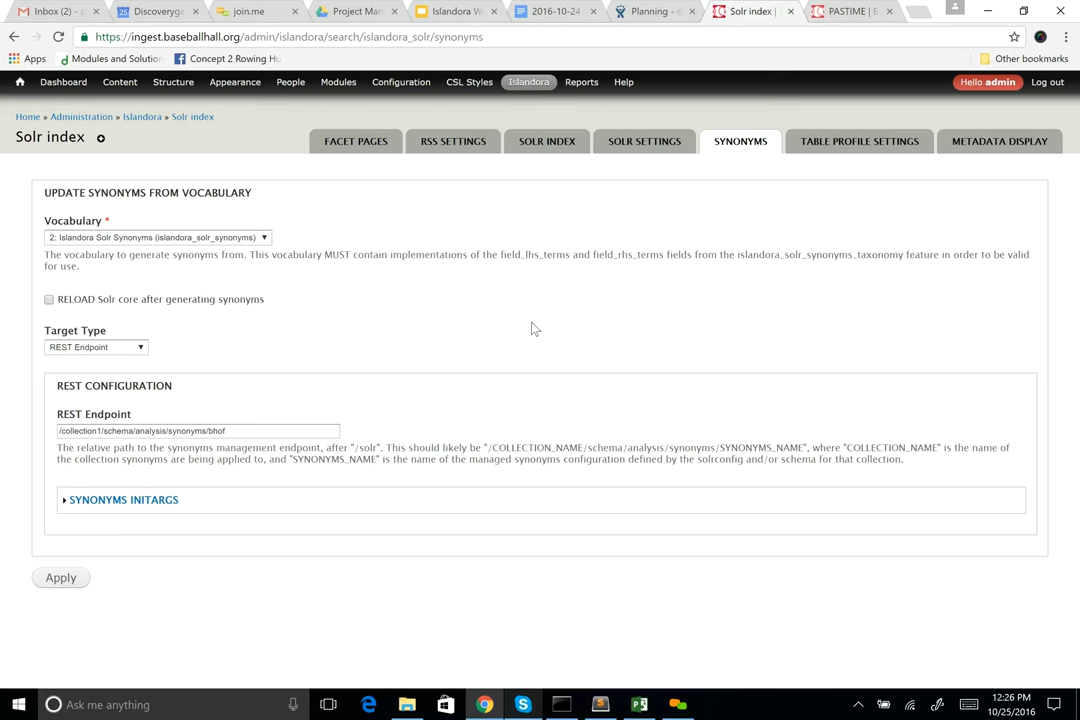 Inbox (2) - s
Discoveryga
join.me
Project Man
Islandora W
2016-10-24
Planning - d
Solr index |
PASTIME | B
https://ingest.baseballhall.org/admin/islandora/search/islandora_solr/synonyms
Apps
Modules and Solution
Concept 2 Rowing Hu
Other bookmarks
Dashboard Content Structure Appearance People Modules Configuration CSL Styles Islandora Reports Help
Hello admin Log out
Home » Administration » Islandora » Solr index
Solr index
FACET PAGES RSS SETTINGS SOLR INDEX SOLR SETTINGS SYNONYMS TABLE PROFILE SETTINGS METADATA DISPLAY
UPDATE SYNONYMS FROM VOCABULARY
Vocabulary *
2: Islandora Solr Synonyms (islandora_solr_synonyms)
The vocabulary to generate synonyms from. This vocabulary MUST contain implementations of the field_lhs_terms and field_rhs_terms fields from the islandora_solr_synonyms_taxonomy feature in order to be valid
for use.
RELOAD Solr core after generating synonyms
Target Type
REST Endpoint
REST CONFIGURATION
REST Endpoint
/collection1/schema/analysis/synonyms/bhof
The relative path to the synonyms management endpoint, after "/solr". This should likely be "/COLLECTION_NAME/schema/analysis/synonyms/SYNONYMS_NAME", where "COLLECTION_NAME" is the name of
the collection synonyms are being applied to, and "SYNONYMS_NAME" is the name of the managed synonyms configuration defined by the solrconfig and/or schema for that collection.
SYNONYMS INITARGS
Apply
Ask me anything
12:26 PM
10/25/2016